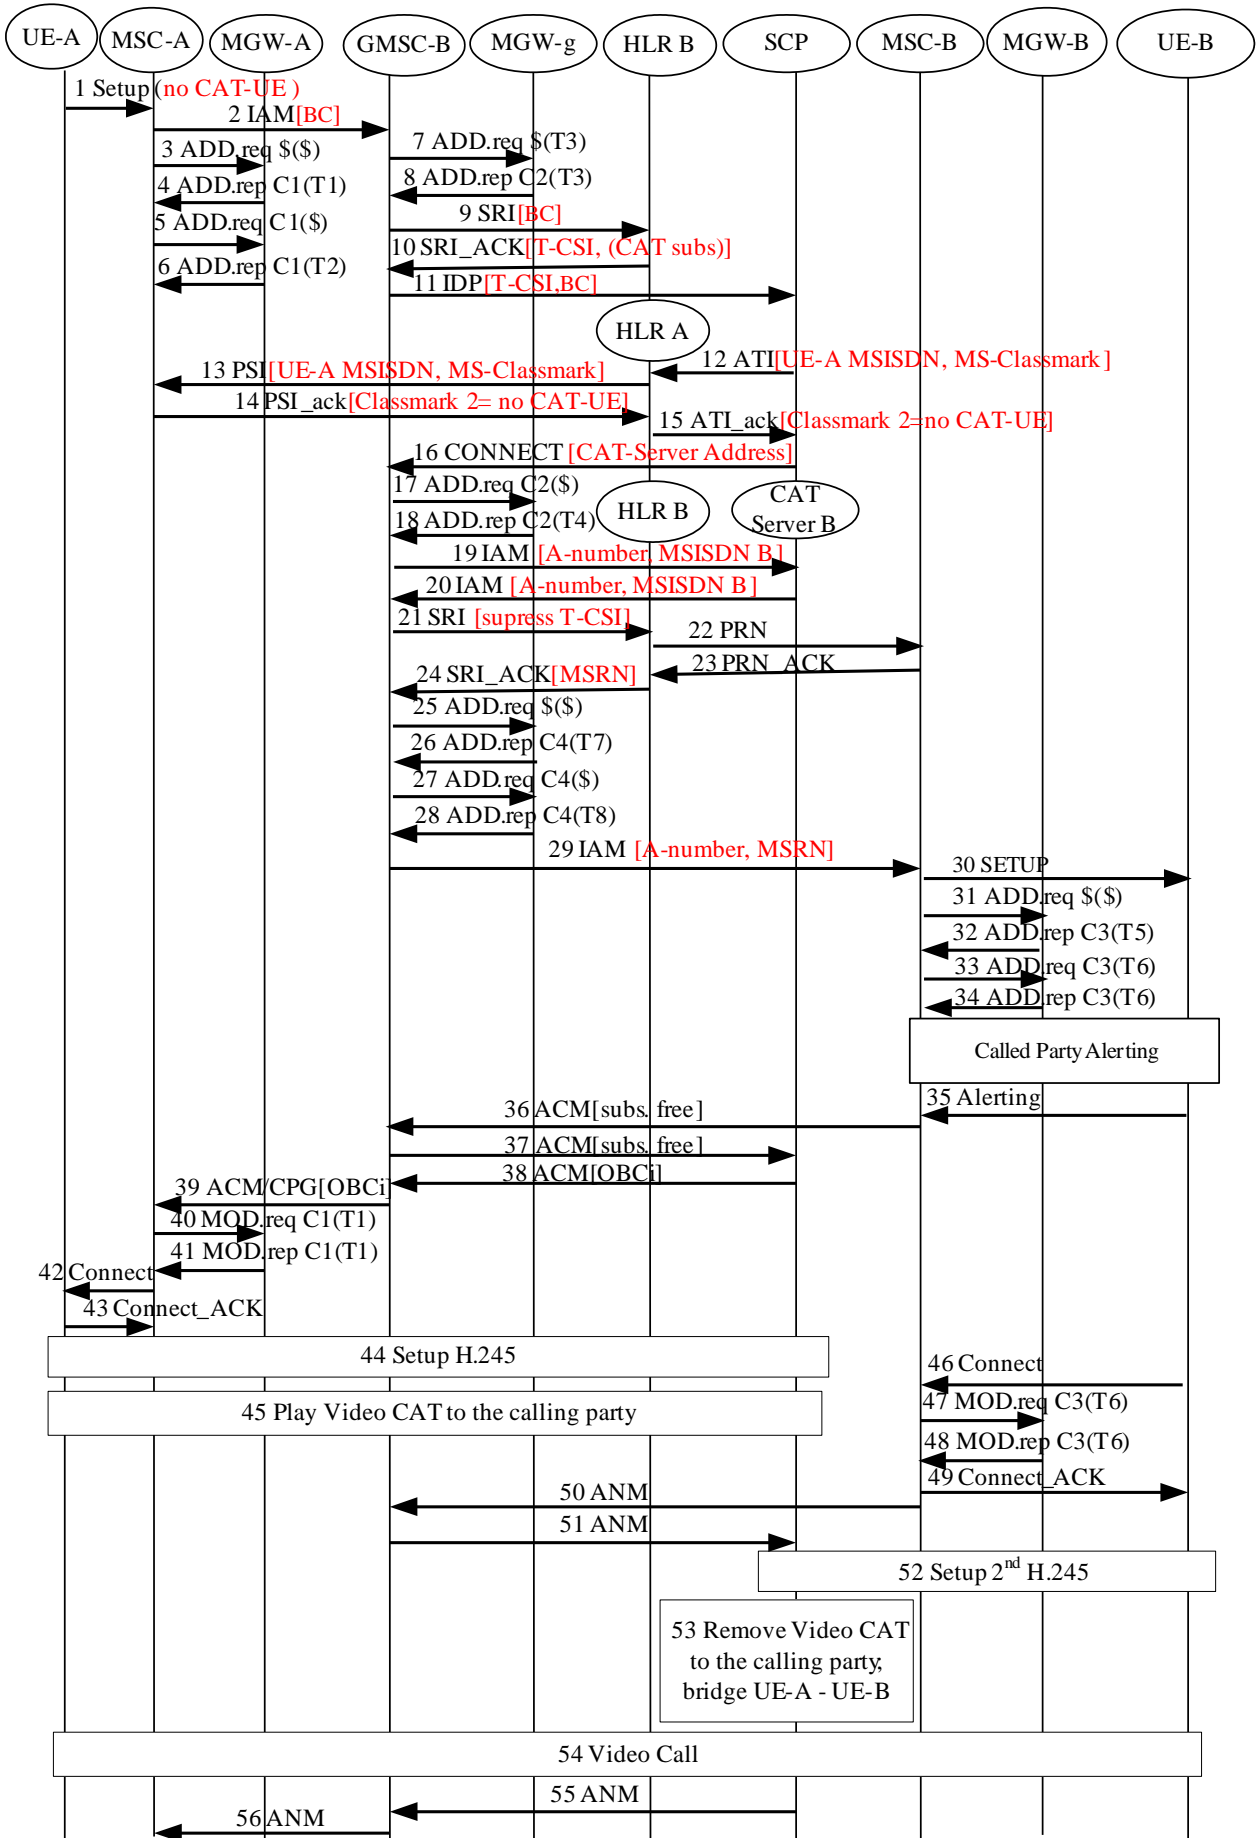 UE-A
MSC-A
MGW-A
GMSC-B
MGW-g
HLR B
SCP
MSC-B
MGW-B
UE-B
1 Setup (no CAT-UE )
2 IAM[BC]
3 ADD.req $($)
7 ADD.req $(T3)
4 ADD.rep C1(T1)
8 ADD.rep C2(T3)
5 ADD.req C1($)
9 SRI[BC]
6 ADD.rep C1(T2)
10 SRI_ACK[T-CSI, (CAT subs)]
11 IDP[T-CSI,BC]
HLR A
12 ATI[UE-A MSISDN, MS-Classmark]
13 PSI[UE-A MSISDN, MS-Classmark]
14 PSI_ack[Classmark 2= no CAT-UE]
15 ATI_ack[Classmark 2=no CAT-UE]
16 CONNECT [CAT-Server Address]
17 ADD.req C2($)
HLR B
CAT
Server B
18 ADD.rep C2(T4)
19 IAM [A-number, MSISDN B]
20 IAM [A-number, MSISDN B]
21 SRI [supress T-CSI]
22 PRN
23 PRN_ACK
24 SRI_ACK[MSRN]
25 ADD.req $($)
26 ADD.rep C4(T7)
27 ADD.req C4($)
28 ADD.rep C4(T8)
29 IAM [A-number, MSRN]
30 SETUP
31 ADD.req $($)
32 ADD.rep C3(T5)
33 ADD.req C3(T6)
34 ADD.rep C3(T6)
Called Party Alerting
35 Alerting
36 ACM[subs. free]
37 ACM[subs. free]
38 ACM[OBCi]
39 ACM/CPG[OBCi]
40 MOD.req C1(T1)
41 MOD.rep C1(T1)
42 Connect
43 Connect_ACK
44 Setup H.245
46 Connect
45 Play Video CAT to the calling party
47 MOD.req C3(T6)
48 MOD.rep C3(T6)
49 Connect_ACK
50 ANM
51 ANM
52 Setup 2nd H.245
53 Remove Video CAT
to the calling party;
bridge UE-A - UE-B
54 Video Call
55 ANM
56 ANM